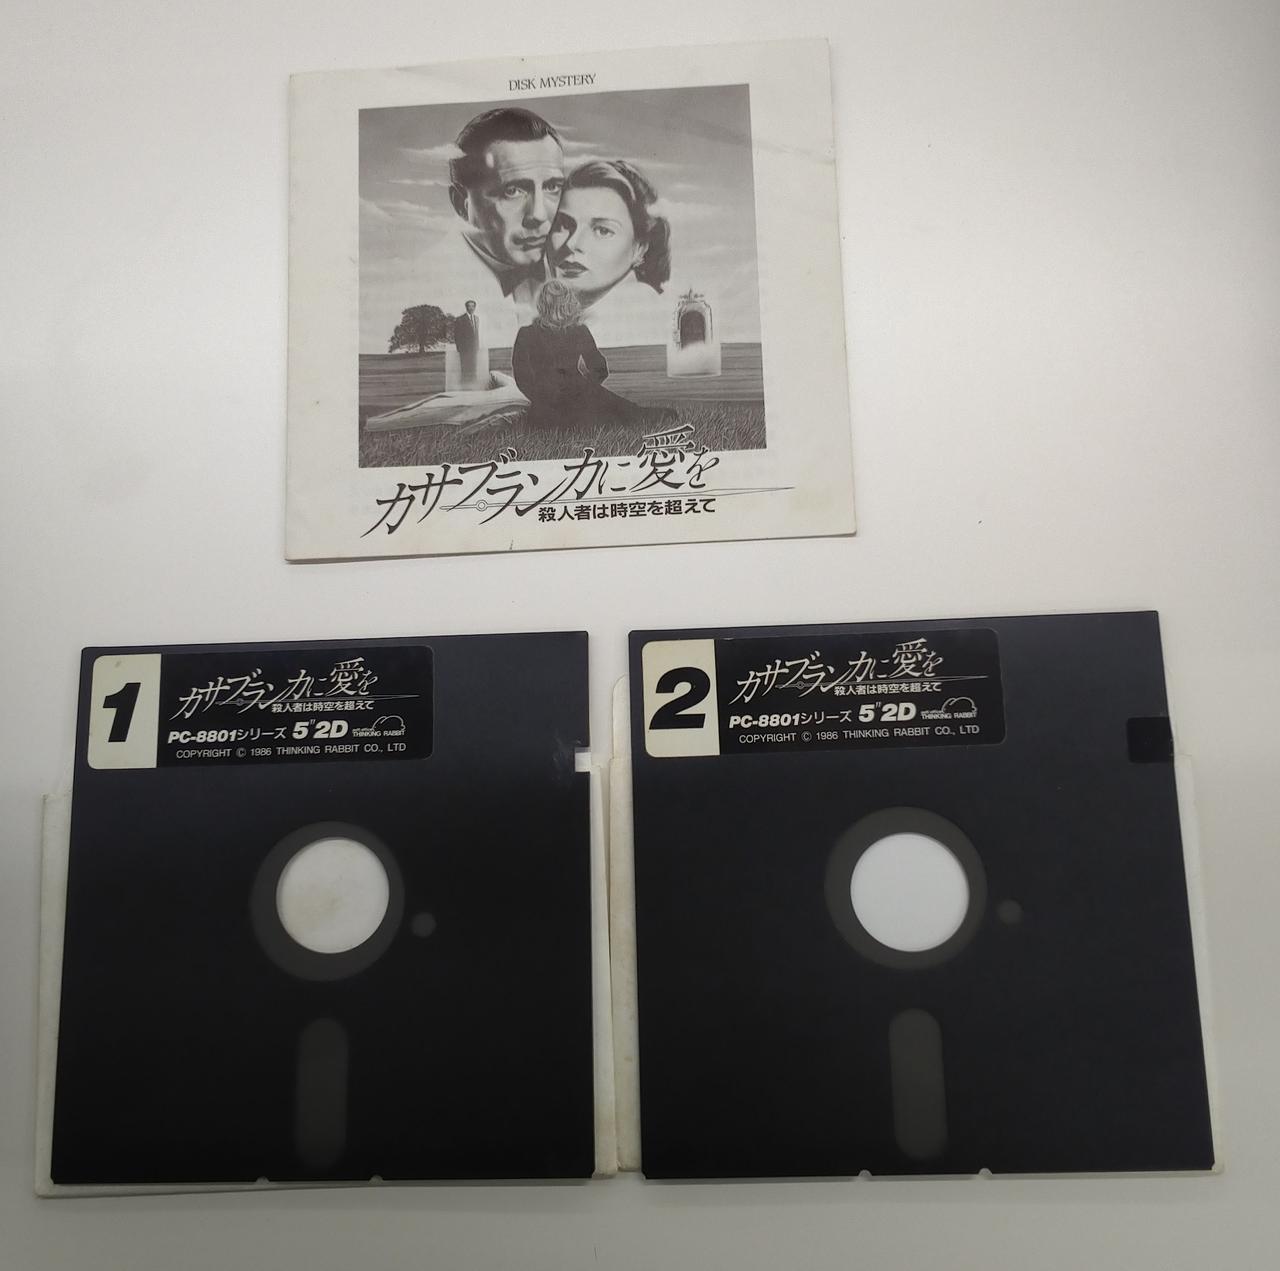 DISK MYSTERY
カサブランカに愛を
殺人者は時空を超えて
1
カサブランカに愛を
殺人者は時空を超えて
PC-8801シリーズ 5"2D THINKING RABBIT
COPYRIGHT © 1986 THINKING RABBIT CO., LTD
2
カサブランカに愛を
殺人者は時空を超えて
PC-8801シリーズ 5"2D THINKING RABBIT
COPYRIGHT © 1986 THINKING RABBIT CO., LTD